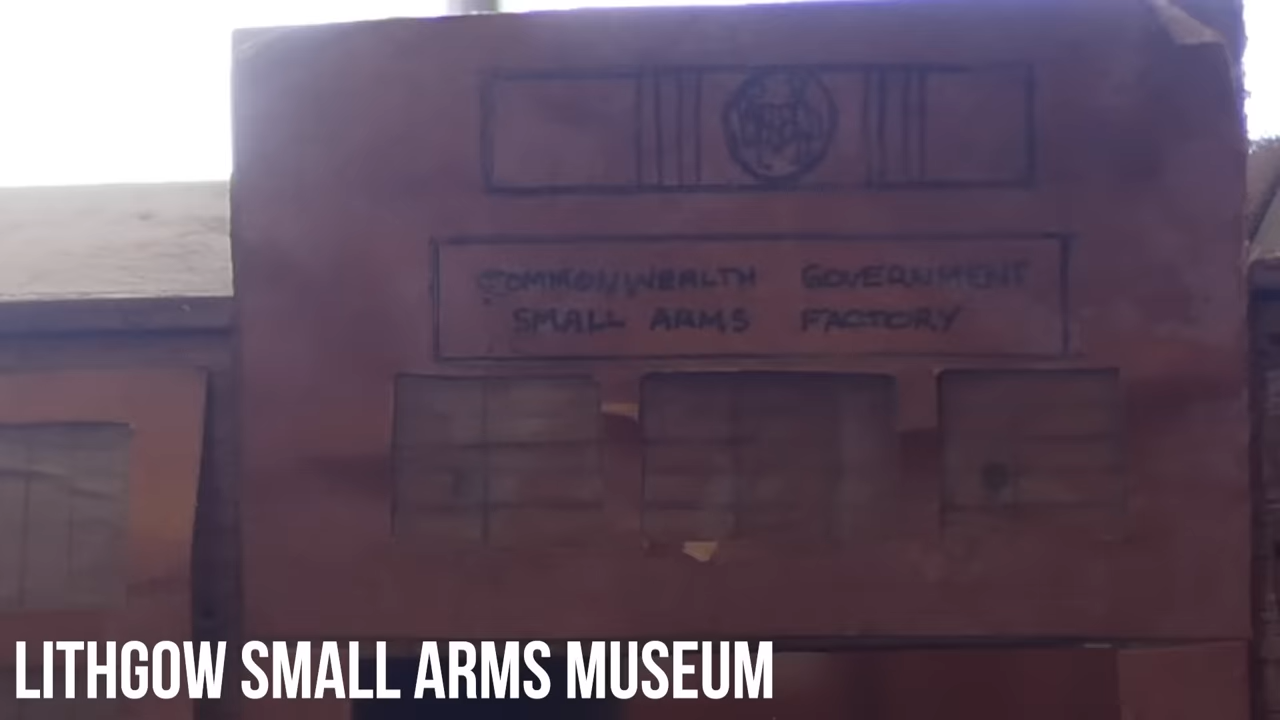 COMMONWEALTH GOVERNMENT
SMALL ARMS FACTORY
LITHGOW SMALL ARMS MUSEUM